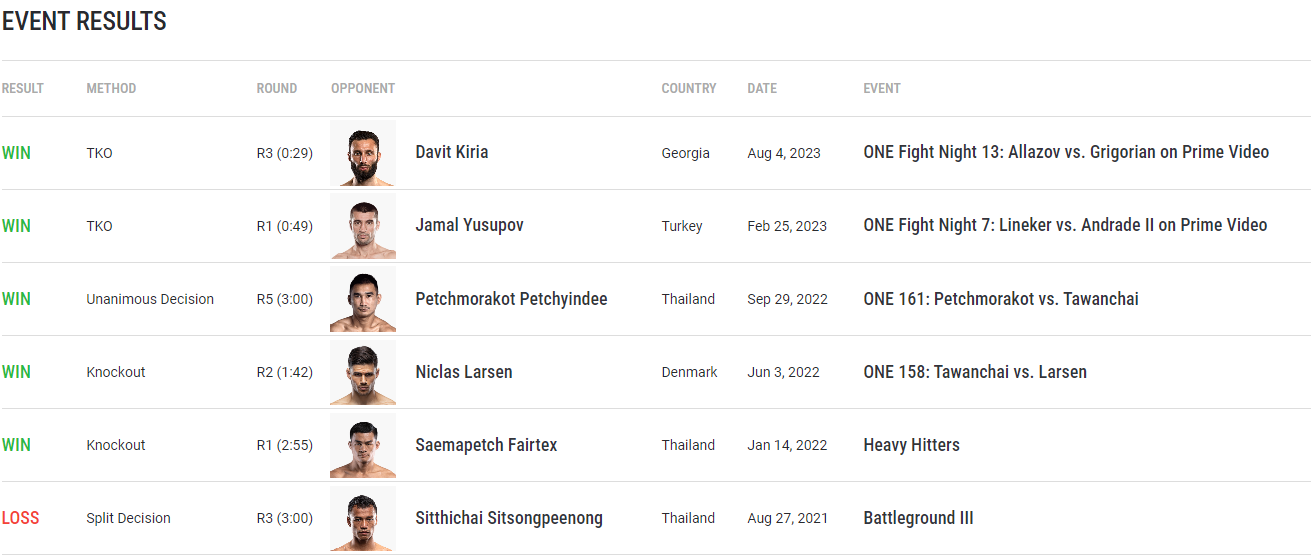 EVENT RESULTS
RESULT METHOD ROUND OPPONENT COUNTRY DATE EVENT
WIN TKO R3 (0:29) Davit Kiria Georgia Aug 4, 2023 ONE Fight Night 13: Allazov vs. Grigorian on Prime Video
WIN TKO R1 (0:49) Jamal Yusupov Turkey Feb 25, 2023 ONE Fight Night 7: Lineker vs. Andrade II on Prime Video
WIN Unanimous Decision R5 (3:00) Petchmorakot Petchyindee Thailand Sep 29, 2022 ONE 161: Petchmorakot vs. Tawanchai
WIN Knockout R2 (1:42) Niclas Larsen Denmark Jun 3, 2022 ONE 158: Tawanchai vs. Larsen
WIN Knockout R1 (2:55) Saemapetch Fairtex Thailand Jan 14, 2022 Heavy Hitters
LOSS Split Decision R3 (3:00) Sitthichai Sitsongpeenong Thailand Aug 27, 2021 Battleground III